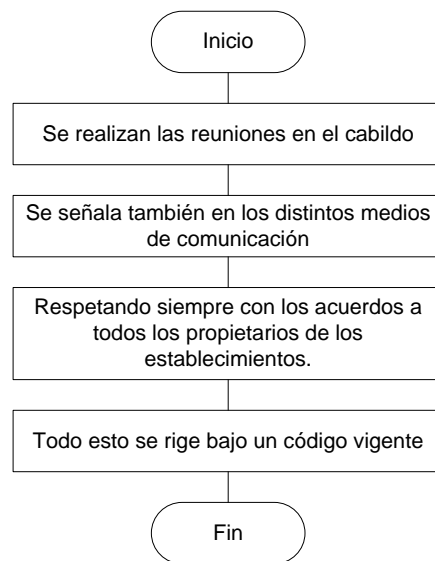 Inicio
Se realizan las reuniones en el cabildo
Se señala también en los distintos medios
de comunicación
Respetando siempre con los acuerdos a
todos los propietarios de los
establecimientos.
Todo esto se rige bajo un código vigente
Fin